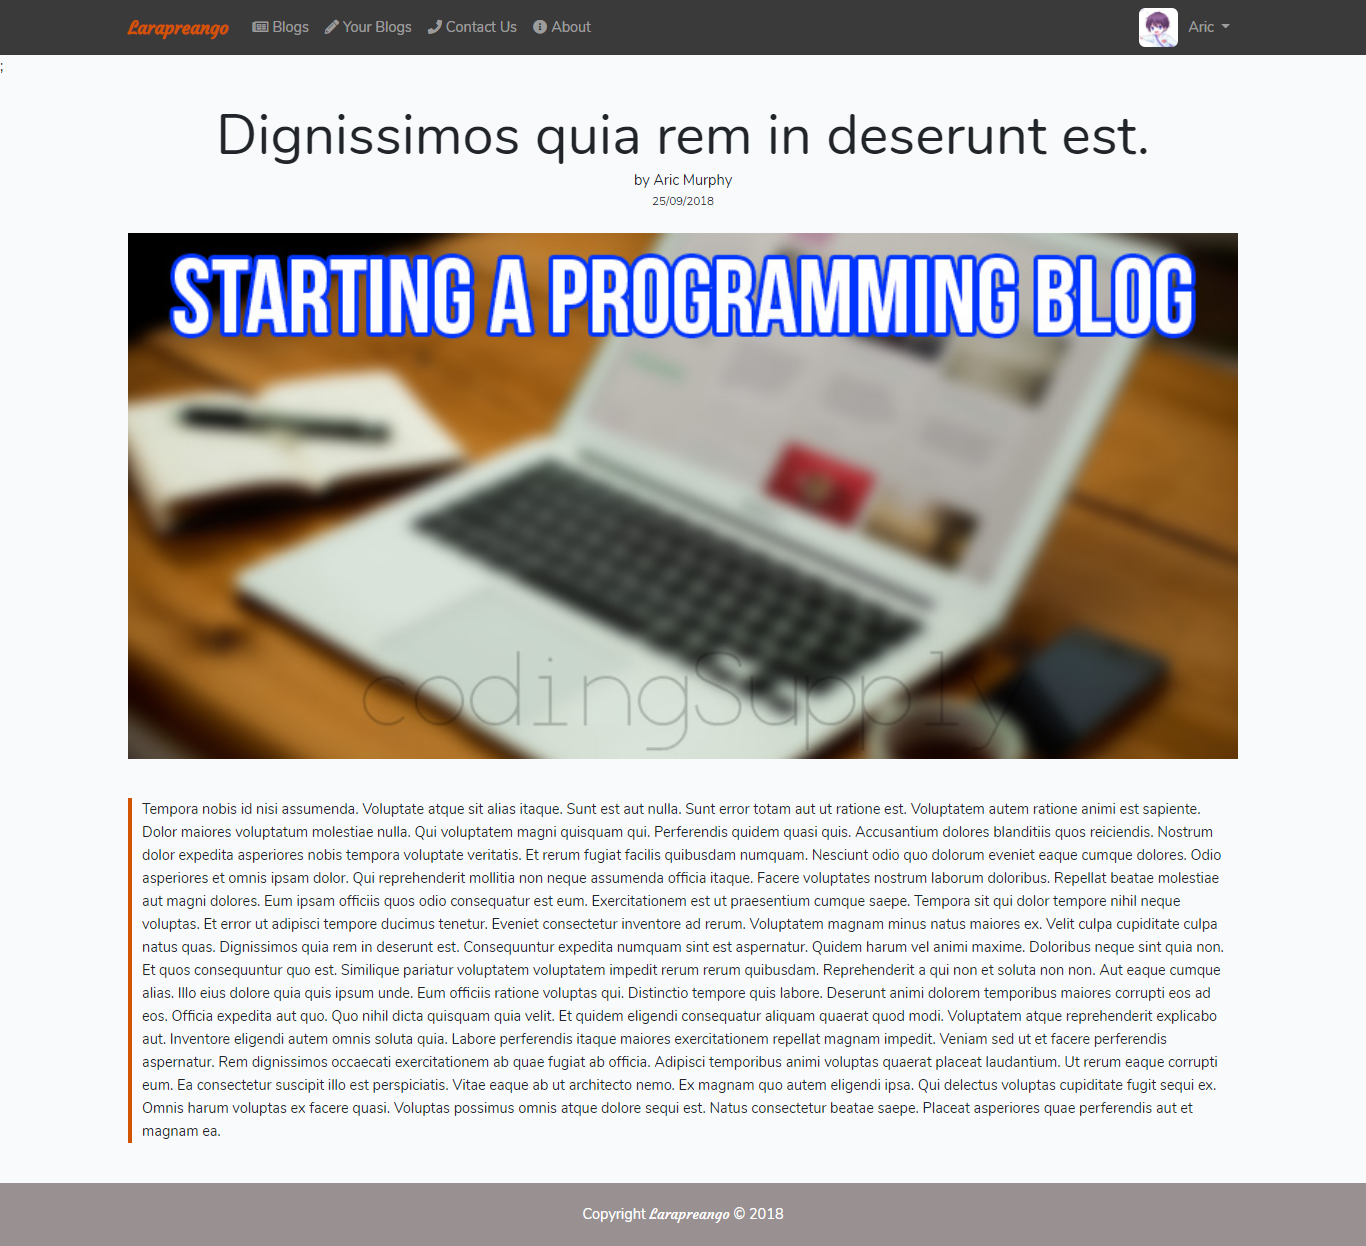 Larapreango Blogs Your Blogs Contact Us About Aric
;
Dignissimos quia rem in deserunt est.
by Aric Murphy
25/09/2018
STARTING A PROGRAMMING BLOG
codingSupply
Tempora nobis id nisi assumenda. Voluptate atque sit alias itaque. Sunt est aut nulla. Sunt error totam aut ut ratione est. Voluptatem autem ratione animi est sapiente.
Dolor maiores voluptatum molestiae nulla. Qui voluptatem magni quisquam qui. Perferendis quidem quasi quis. Accusantium dolores blanditiis quos reiciendis. Nostrum
dolor expedita asperiores nobis tempora voluptate veritatis. Et rerum fugiat facilis quibusdam numquam. Nesciunt odio quo dolorum eveniet eaque cumque dolores. Odio
asperiores et omnis ipsam dolor. Qui reprehenderit mollitia non neque assumenda officia itaque. Facere voluptates nostrum laborum doloribus. Repellat beatae molestiae
aut magni dolores. Eum ipsam officiis quos odio consequatur est eum. Exercitationem est ut praesentium cumque saepe. Tempora sit qui dolor tempore nihil neque
voluptas. Et error ut adipisci tempore ducimus tenetur. Eveniet consectetur inventore ad rerum. Voluptatem magnam minus natus maiores ex. Velit culpa cupiditate culpa
natus quas. Dignissimos quia rem in deserunt est. Consequuntur expedita numquam sint est aspernatur. Quidem harum vel animi maxime. Doloribus neque sint quia non.
Et quos consequuntur quo est. Similique pariatur voluptatem voluptatem impedit rerum rerum quibusdam. Reprehenderit a qui non et soluta non non. Aut eaque cumque
alias. Illo eius dolore quia quis ipsum unde. Eum officiis ratione voluptas qui. Distinctio tempore quis labore. Deserunt animi dolorem temporibus maiores corrupti eos ad
eos. Officia expedita aut quo. Quo nihil dicta quisquam quia velit. Et quidem eligendi consequatur aliquam quaerat quod modi. Voluptatem atque reprehenderit explicabo
aut. Inventore eligendi autem omnis soluta quia. Labore perferendis itaque maiores exercitationem repellat magnam impedit. Veniam sed ut et facere perferendis
aspernatur. Rem dignissimos occaecati exercitationem ab quae fugiat ab officia. Adipisci temporibus animi voluptas quaerat placeat laudantium. Ut rerum eaque corrupti
eum. Ea consectetur suscipit illo est perspiciatis. Vitae eaque ab ut architecto nemo. Ex magnam quo autem eligendi ipsa. Qui delectus voluptas cupiditate fugit sequi ex.
Omnis harum voluptas ex facere quasi. Voluptas possimus omnis atque dolore sequi est. Natus consectetur beatae saepe. Placeat asperiores quae perferendis aut et
magnam ea.
Copyright Larapreango © 2018